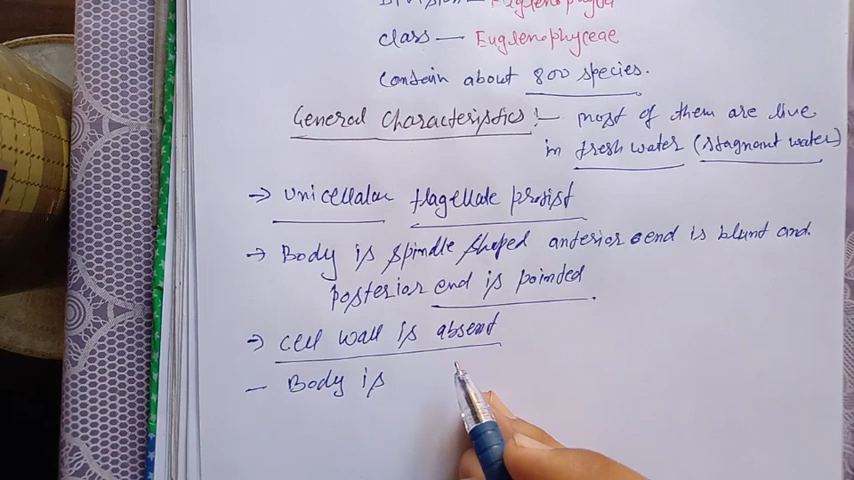 Division — Euglenophyta
class — Euglenophyceae
Contain about 800 species.
General Characteristics :— most of them are live
in fresh water (stagnant water)
→ unicellular flagellate protist
→ Body is spindle shaped anterior end is blunt and
posterior end is pointed.
→ cell wall is absent
— Body is